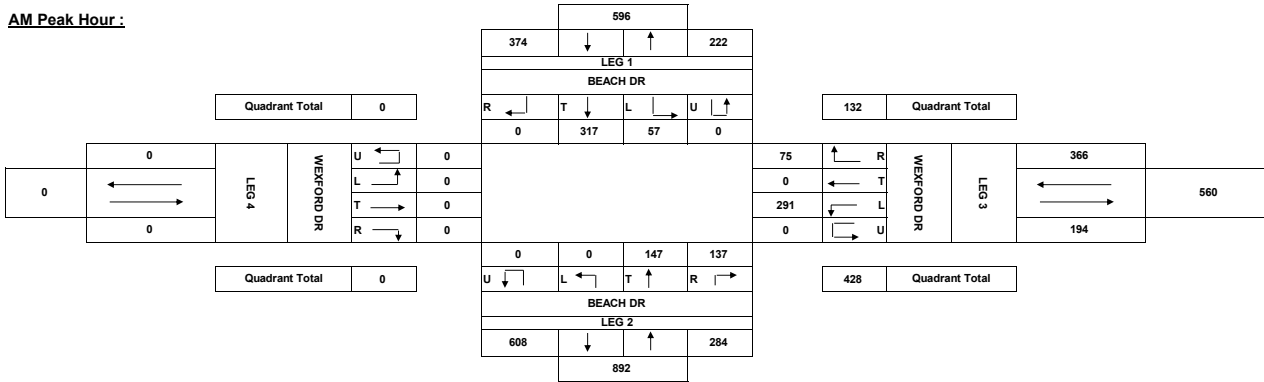 AM Peak Hour :
596
374 222
LEG 1
BEACH DR
Quadrant Total 0
R T L U
132 Quadrant Total
0 317 57 0
0
U 0
75 R
366
0
LEG 4
WEXFORD DR
L 0
0 T
WEXFORD DR
LEG 3
560
T 0
291 L
0
R 0
0 U
194
0 0 147 137
Quadrant Total 0
U L T R
428 Quadrant Total
BEACH DR
LEG 2
608 284
892